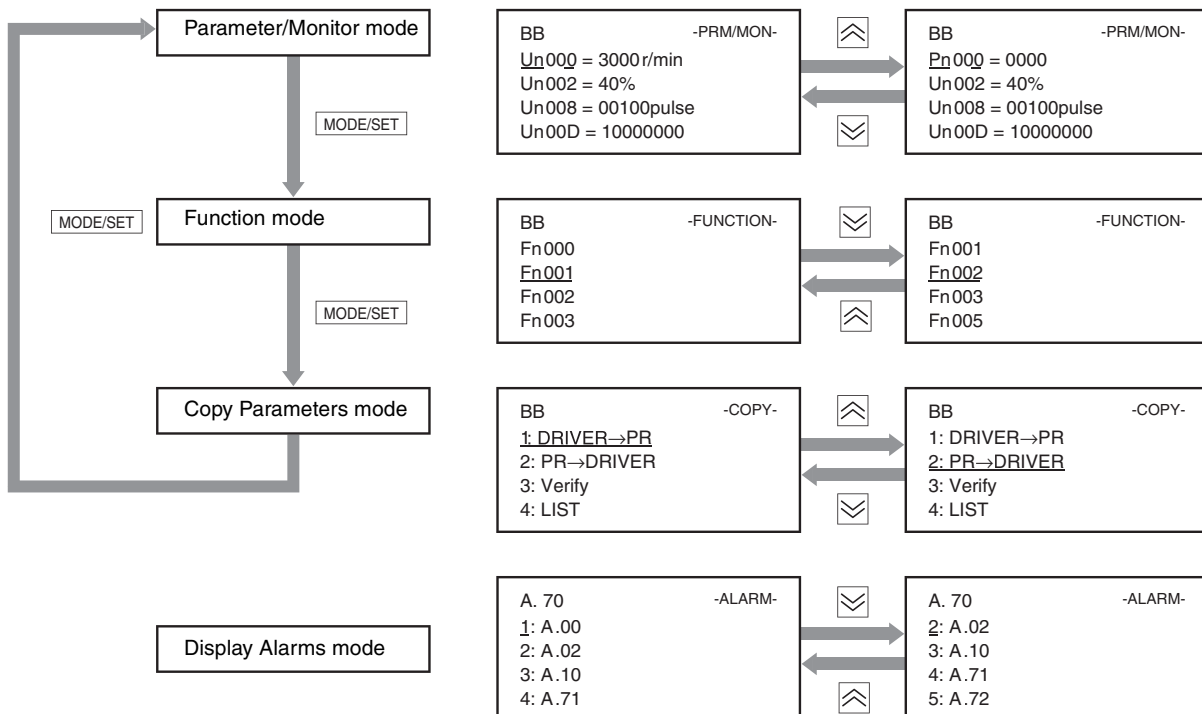 Parameter/Monitor mode
MODE/SET
MODE/SET
Function mode
MODE/SET
Copy Parameters mode
Display Alarms mode
BB -PRM/MON-
Un000 = 3000r/min
Un002 = 40%
Un008 = 00100pulse
Un00D = 10000000
BB -PRM/MON-
Pn000 = 0000
Un002 = 40%
Un008 = 00100pulse
Un00D = 10000000
BB -FUNCTION-
Fn000
Fn001
Fn002
Fn003
BB -FUNCTION-
Fn001
Fn002
Fn003
Fn005
BB -COPY-
1: DRIVER→PR
2: PR→DRIVER
3: Verify
4: LIST
BB -COPY-
1: DRIVER→PR
2: PR→DRIVER
3: Verify
4: LIST
A. 70 -ALARM-
1: A.00
2: A.02
3: A.10
4: A.71
A. 70 -ALARM-
2: A.02
3: A.10
4: A.71
5: A.72